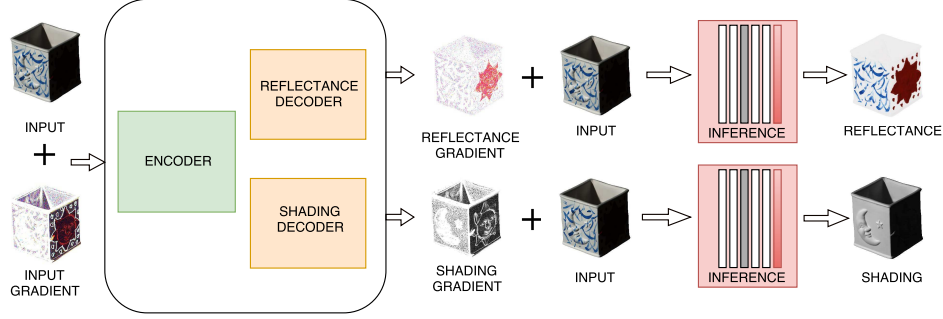 INPUT
+
INPUT
GRADIENT
ENCODER
REFLECTANCE
DECODER
SHADING
DECODER
REFLECTANCE
GRADIENT
+
INPUT
INFERENCE
REFLECTANCE
SHADING
GRADIENT
+
INPUT
INFERENCE
SHADING